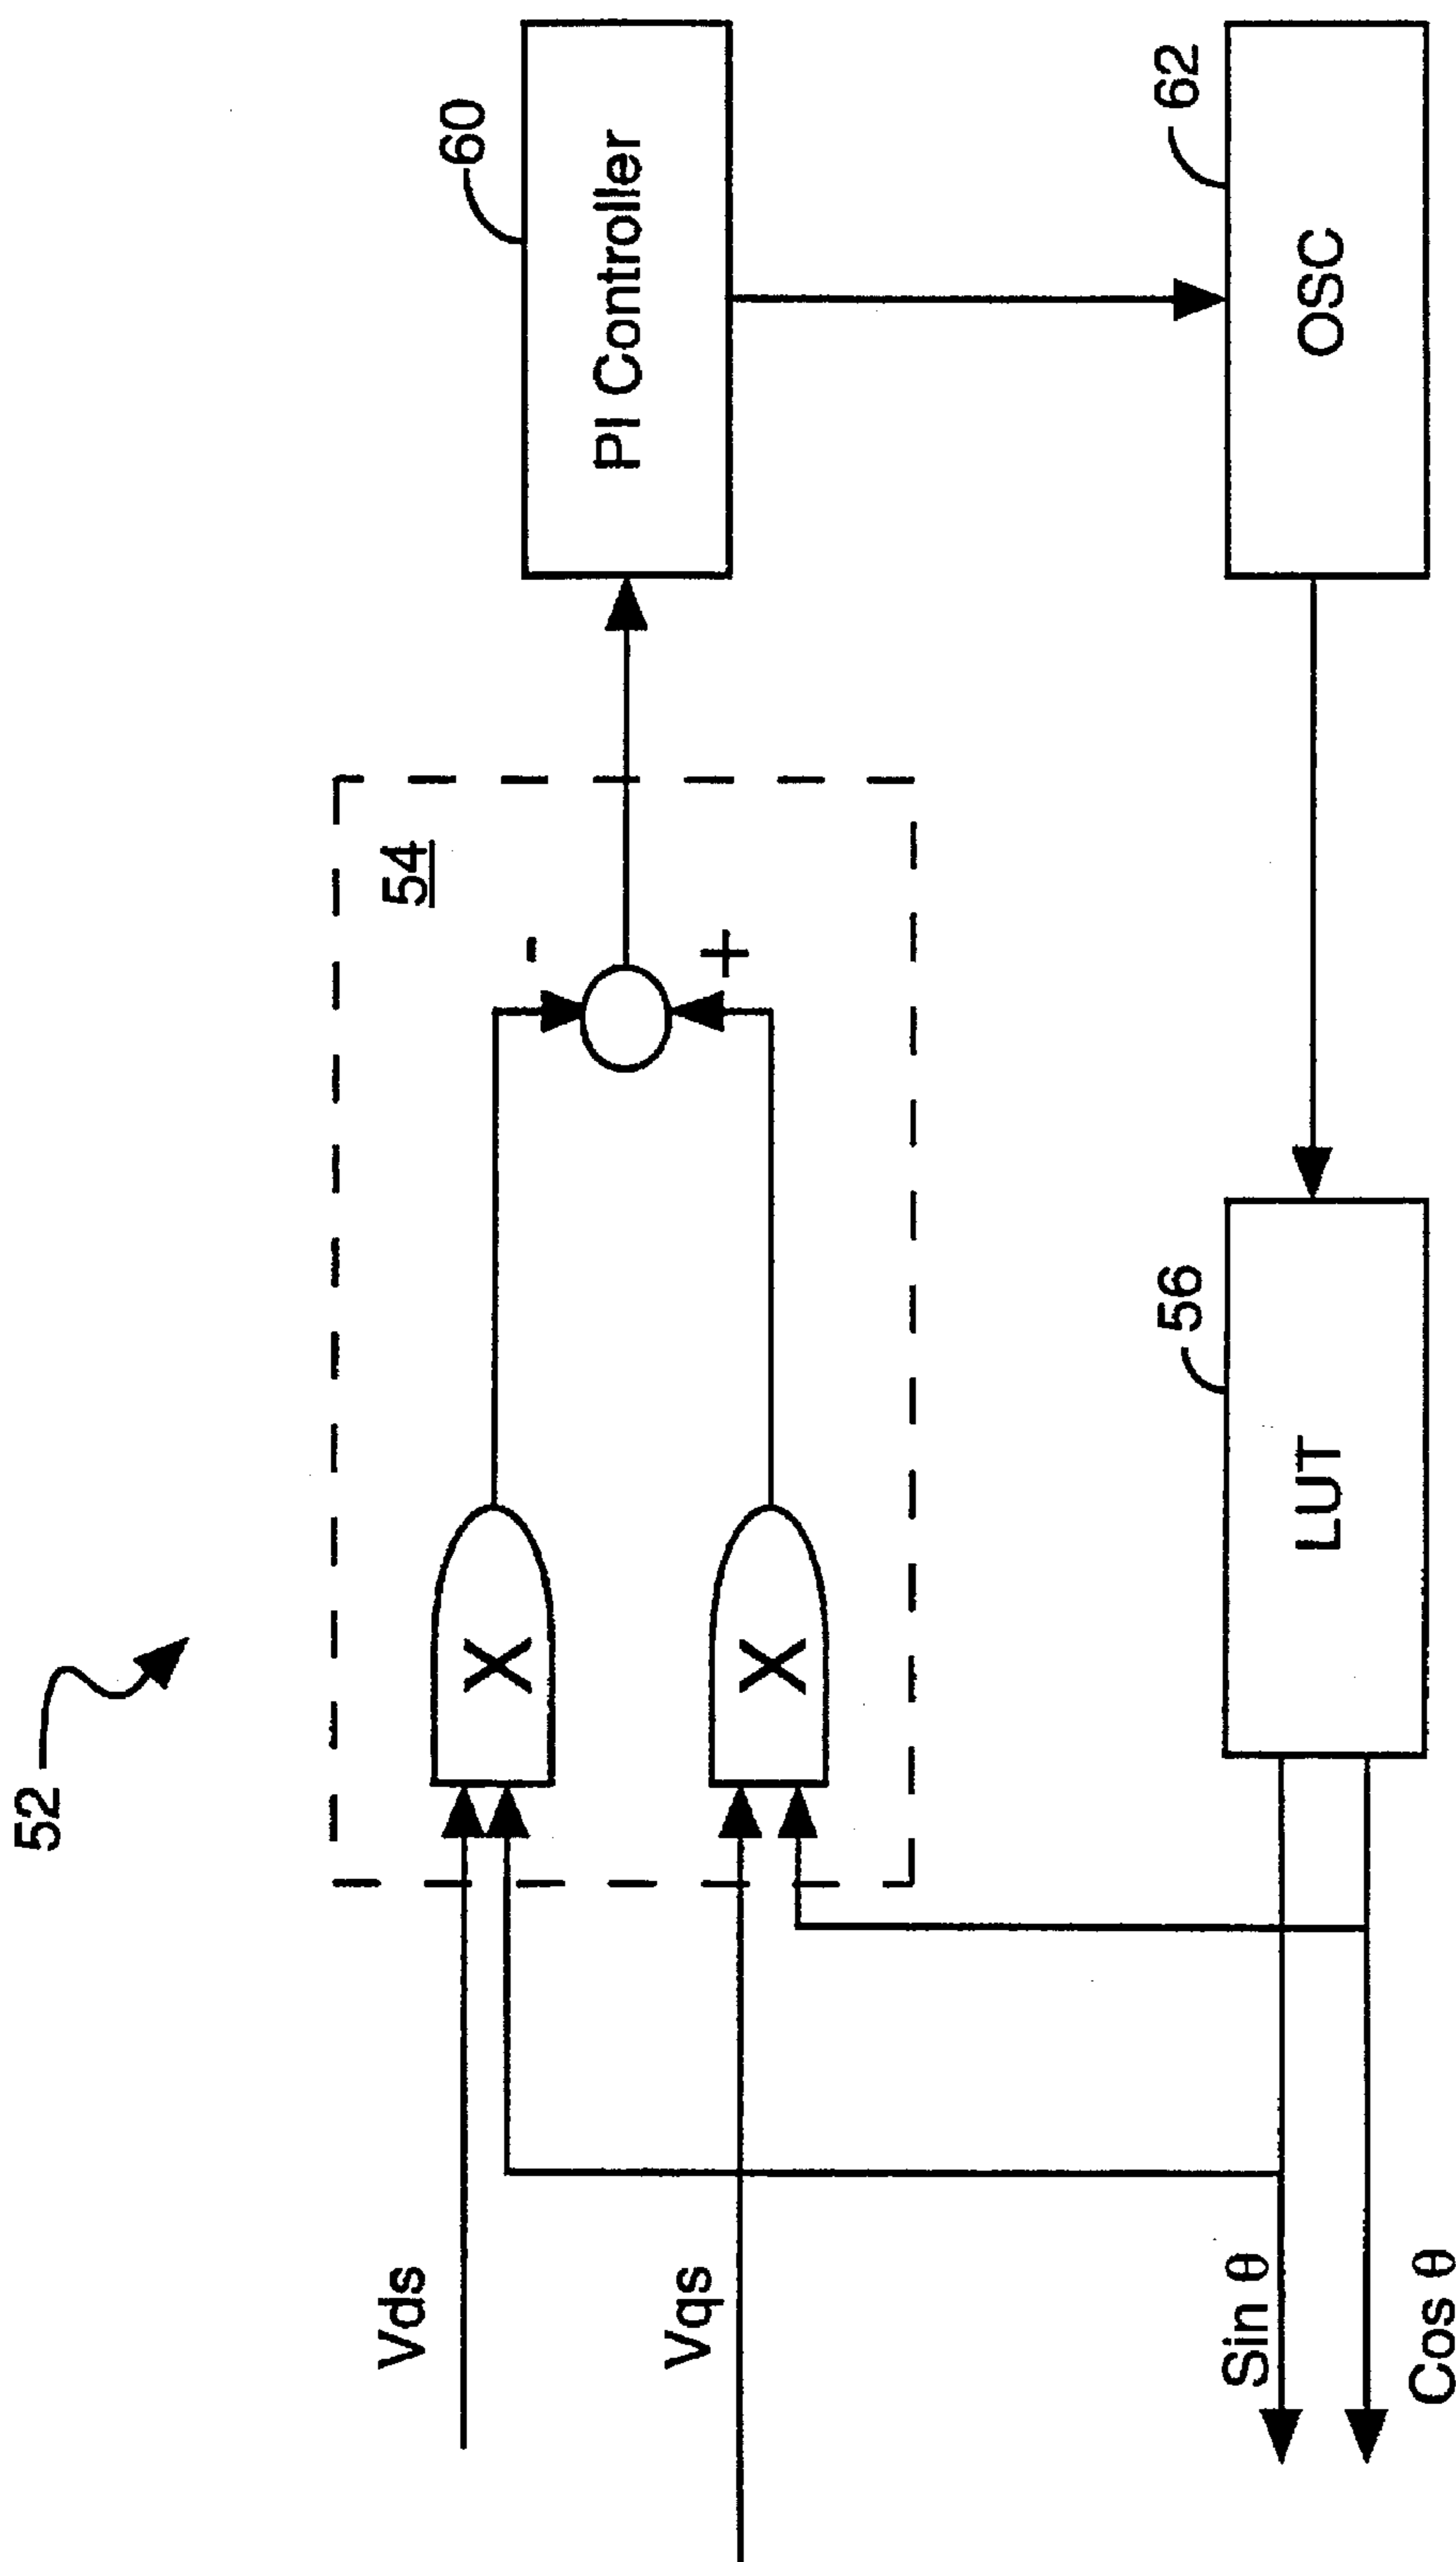 52
54
60
PI Controller
Vds
X
-
Vqs
X
+
56
62
Sin θ
LUT
OSC
Cos θ